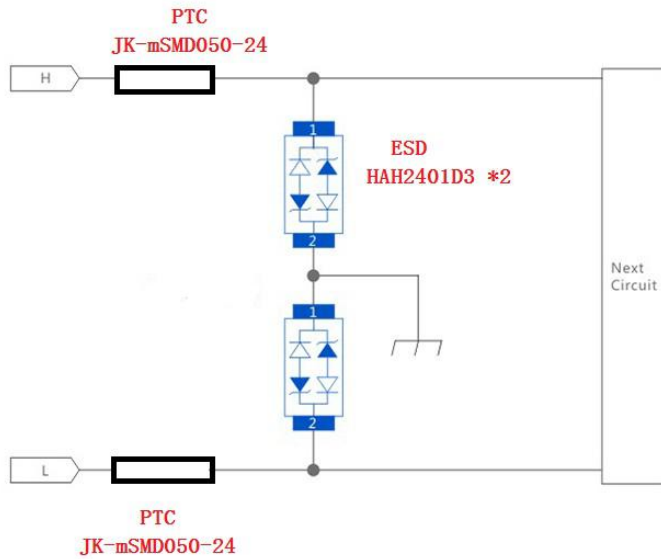 PTC
JK-mSMD050-24
H
1
ESD
HAH2401D3 *2
2
Next
Circuit
1
2
L
PTC
JK-mSMD050-24